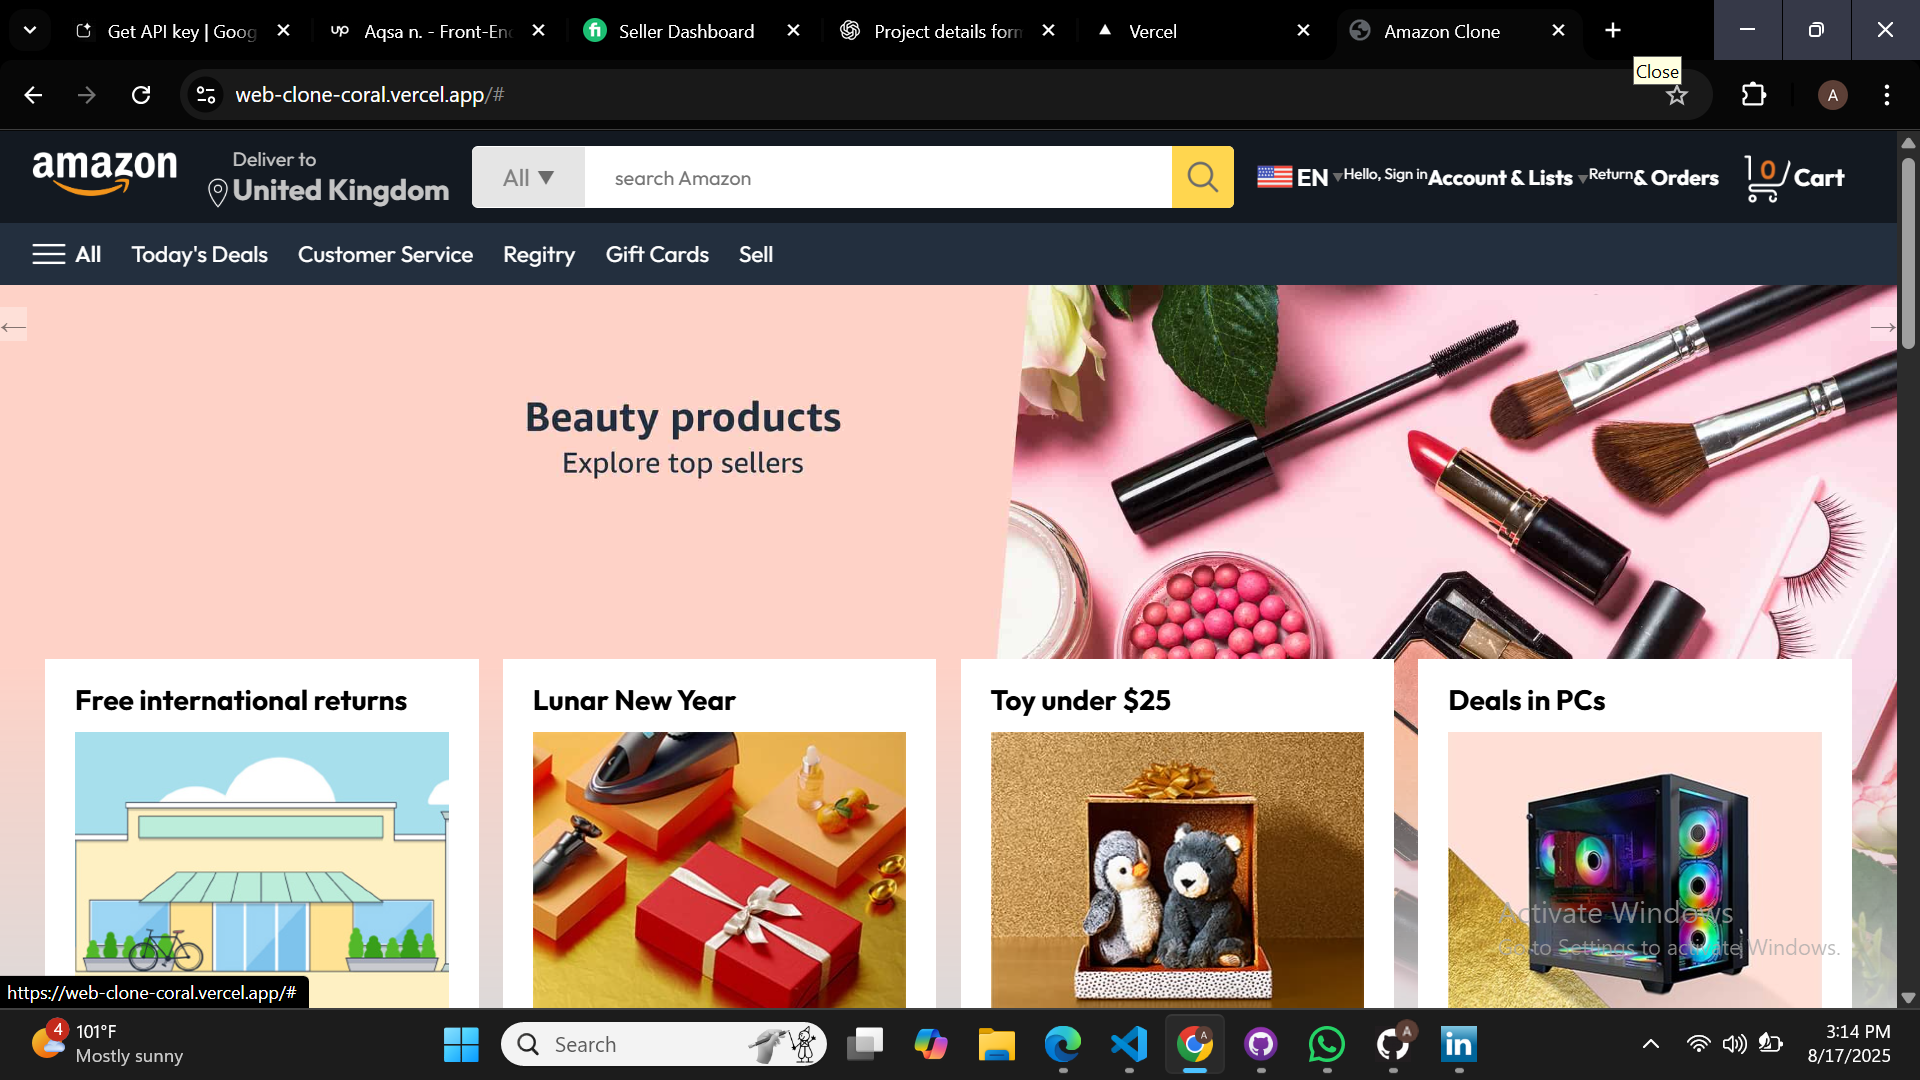 Get API key | Goog
up Aqsa n. - Front-En
fi Seller Dashboard
Project details form
Vercel
Amazon Clone
Close
web-clone-coral.vercel.app/#
A
amazon
Deliver to
United Kingdom
All ▼
search Amazon
EN
Hello, Sign in Account & Lists
Return & Orders
0 Cart
All
Today's Deals
Customer Service
Regitry
Gift Cards
Sell
←
→
Beauty products
Explore top sellers
Free international returns
Lunar New Year
Toy under $25
Deals in PCs
Activate Windows
Go to Settings to activate Windows.
https://web-clone-coral.vercel.app/#
4
101°F
Mostly sunny
Search
A
A
in
3:14 PM
8/17/2025